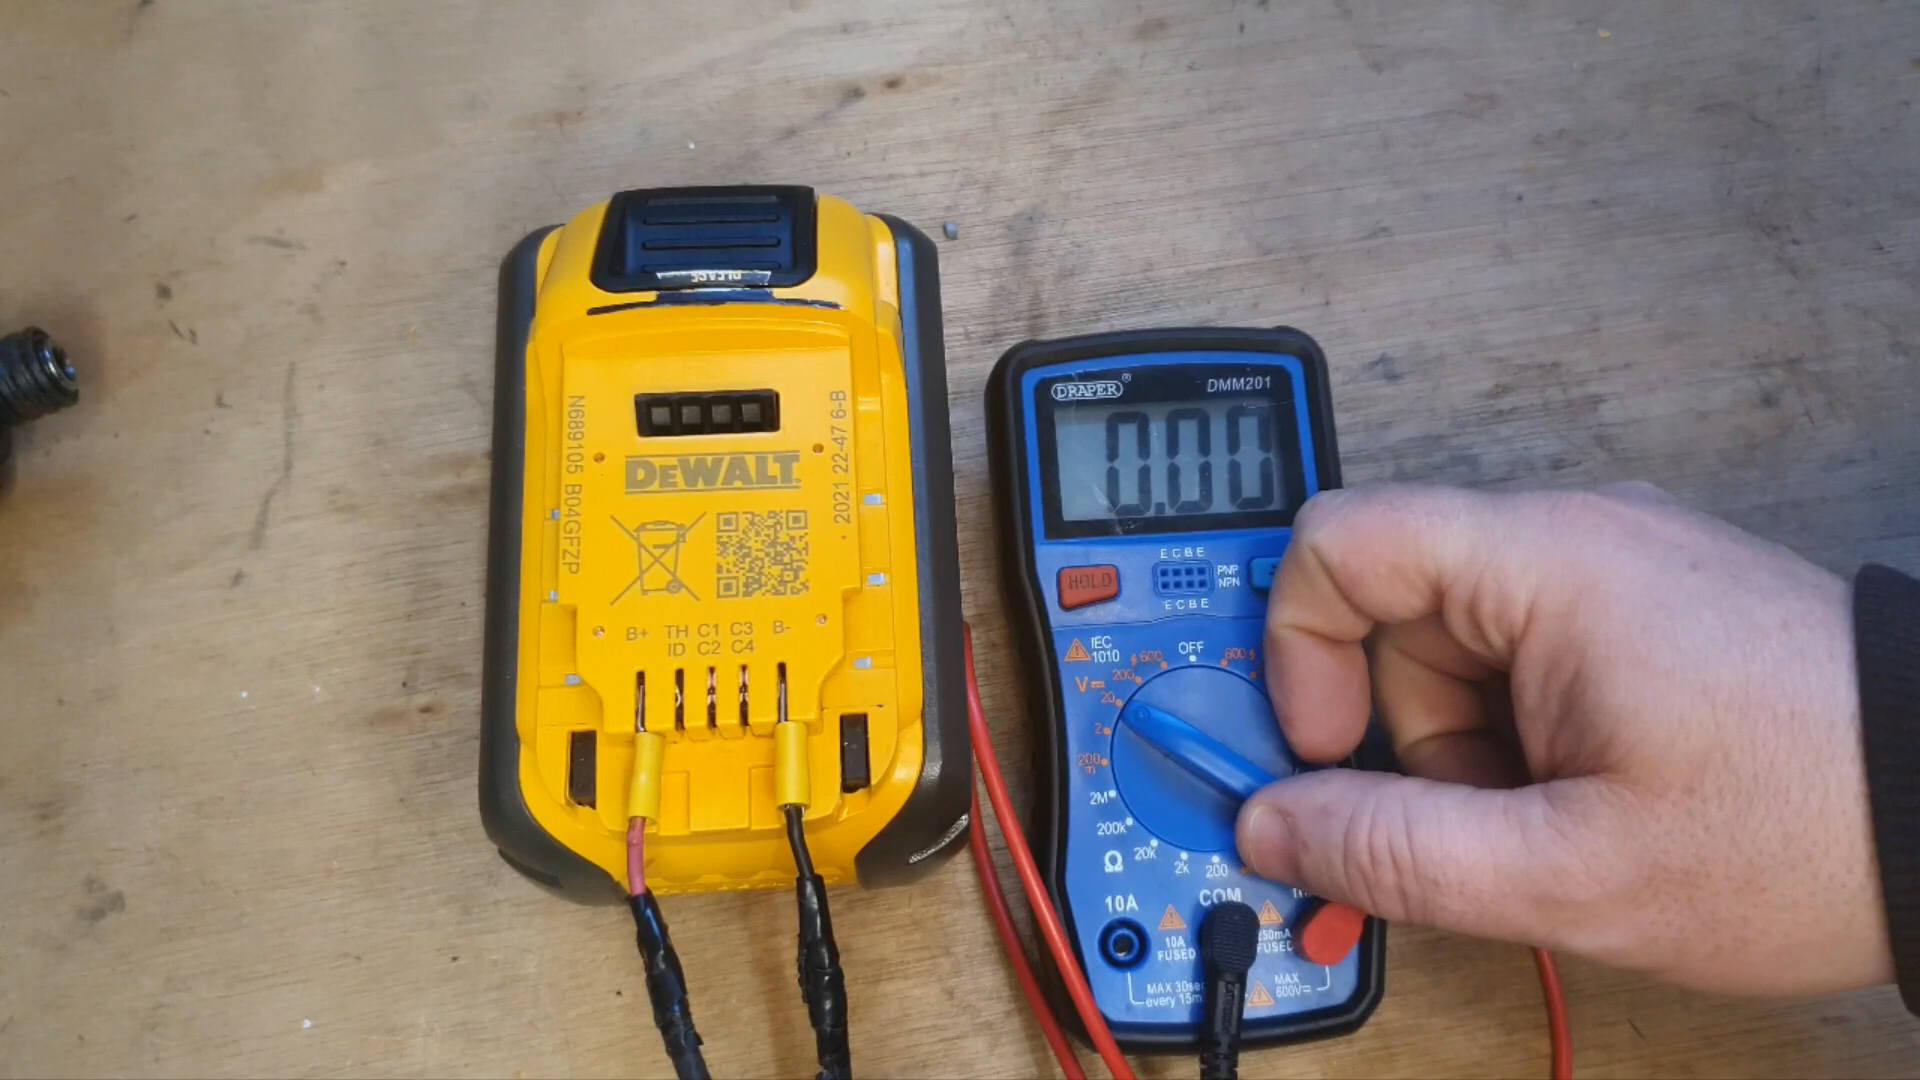 PLEASE
N689105 B04GFZP
2021 22-47 6-B
DEWALT
B+ TH C1 C3 B-
ID C2 C4
DRAPER®
DMM201
0.00
HOLD
E C B E
PNP
NPN
E C B E
IEC
1010
OFF
600
600
200
V
20
2
200
m
2M
200k
20k
2k
200
Ω
10A
COM
10A
FUSED
250mA
FUSED
MAX
600V